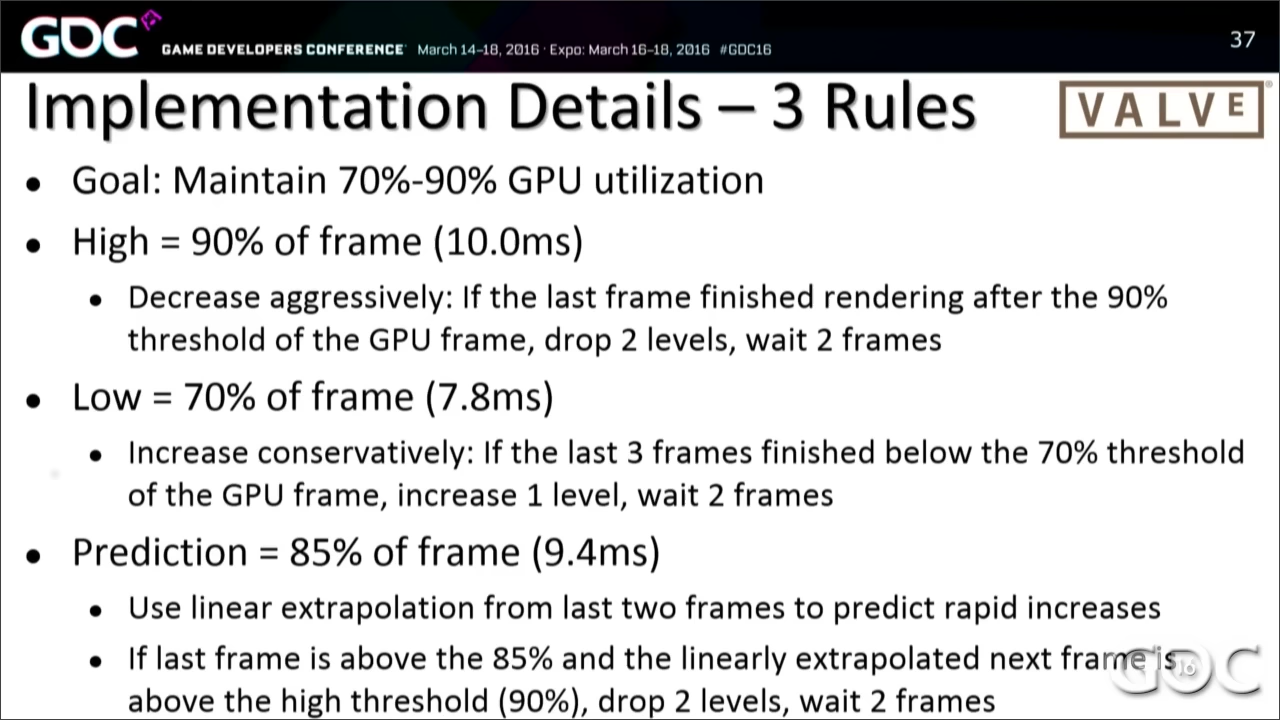 GDC
GAME DEVELOPERS CONFERENCE March 14–18, 2016 · Expo: March 16–18, 2016 #GDC16
37
Implementation Details – 3 Rules
VALVE®
● Goal: Maintain 70%-90% GPU utilization
● High = 90% of frame (10.0ms)
● Decrease aggressively: If the last frame finished rendering after the 90%
threshold of the GPU frame, drop 2 levels, wait 2 frames
● Low = 70% of frame (7.8ms)
● Increase conservatively: If the last 3 frames finished below the 70% threshold
of the GPU frame, increase 1 level, wait 2 frames
● Prediction = 85% of frame (9.4ms)
● Use linear extrapolation from last two frames to predict rapid increases
● If last frame is above the 85% and the linearly extrapolated next frame is
above the high threshold (90%), drop 2 levels, wait 2 frames
GDC
16